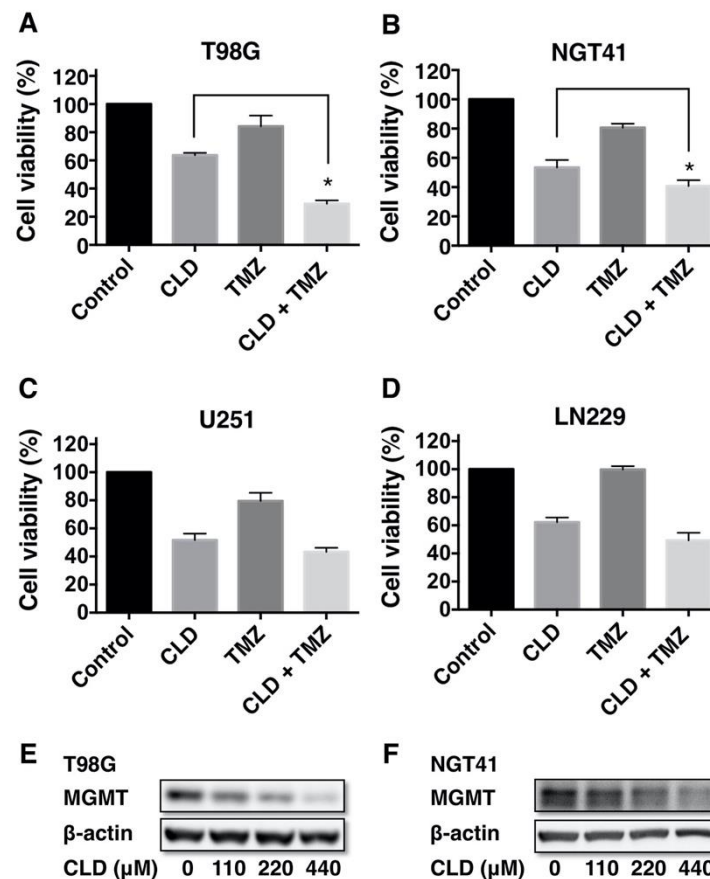 A
T98G
Cell viability (%)
120
100
80
60
40
20
0
*
Control
CLD
TMZ
CLD + TMZ
B
NGT41
Cell viability (%)
120
100
80
60
40
20
0
*
Control
CLD
TMZ
CLD + TMZ
C
U251
Cell viability (%)
120
100
80
60
40
20
0
Control
CLD
TMZ
CLD + TMZ
D
LN229
Cell viability (%)
120
100
80
60
40
20
0
Control
CLD
TMZ
CLD + TMZ
E
T98G
MGMT
β-actin
CLD (µM) 0 110 220 440
F
NGT41
MGMT
β-actin
CLD (µM) 0 110 220 440